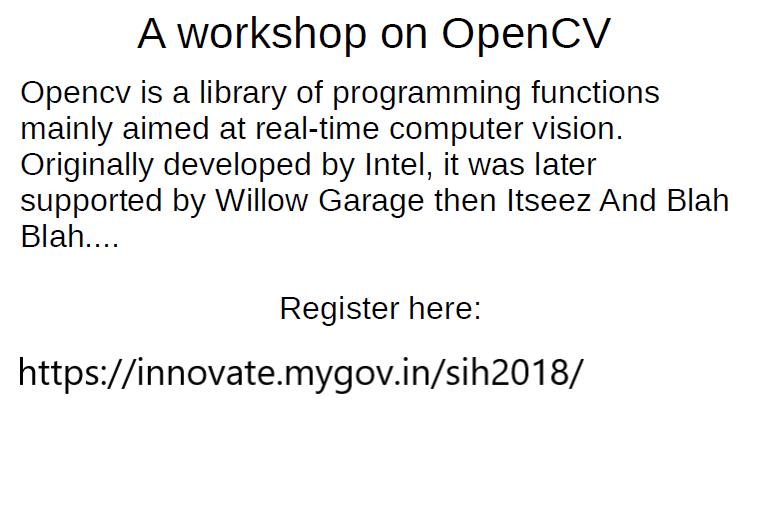 A workshop on OpenCV
Opencv is a library of programming functions
mainly aimed at real-time computer vision.
Originally developed by Intel, it was later
supported by Willow Garage then Itseez And Blah
Blah....
Register here:
https://innovate.mygov.in/sih2018/